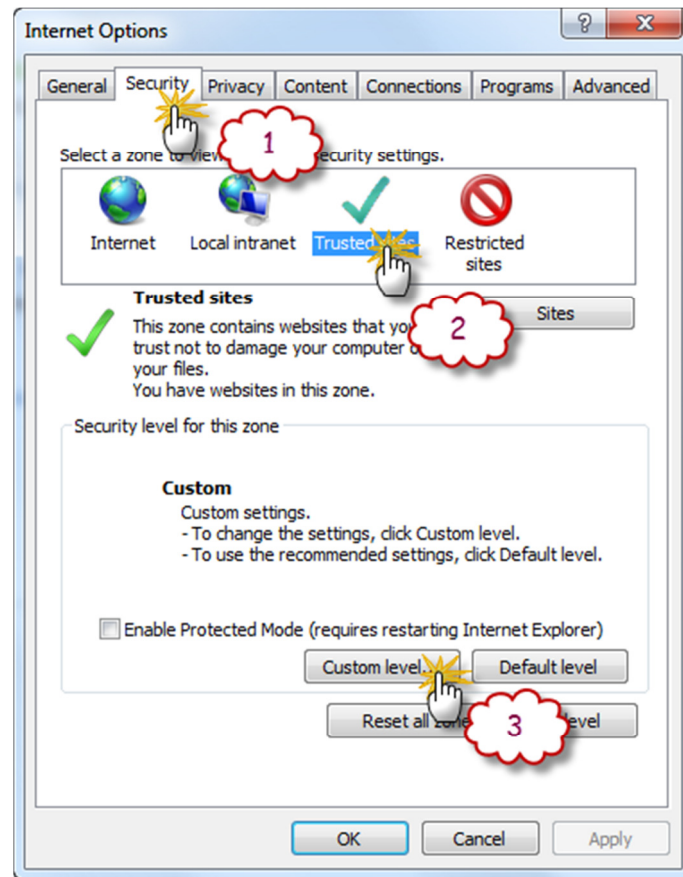 Internet Options
General Security Privacy Content Connections Programs Advanced
1
Select a zone to view security settings.
Internet Local intranet Trusted sites Restricted sites
Trusted sites
Sites
This zone contains websites that you
2
trust not to damage your computer
your files.
You have websites in this zone.
Security level for this zone
Custom
Custom settings.
- To change the settings, click Custom level.
- To use the recommended settings, click Default level.
Enable Protected Mode (requires restarting Internet Explorer)
Custom level... Default level
Reset all level
3
OK Cancel Apply